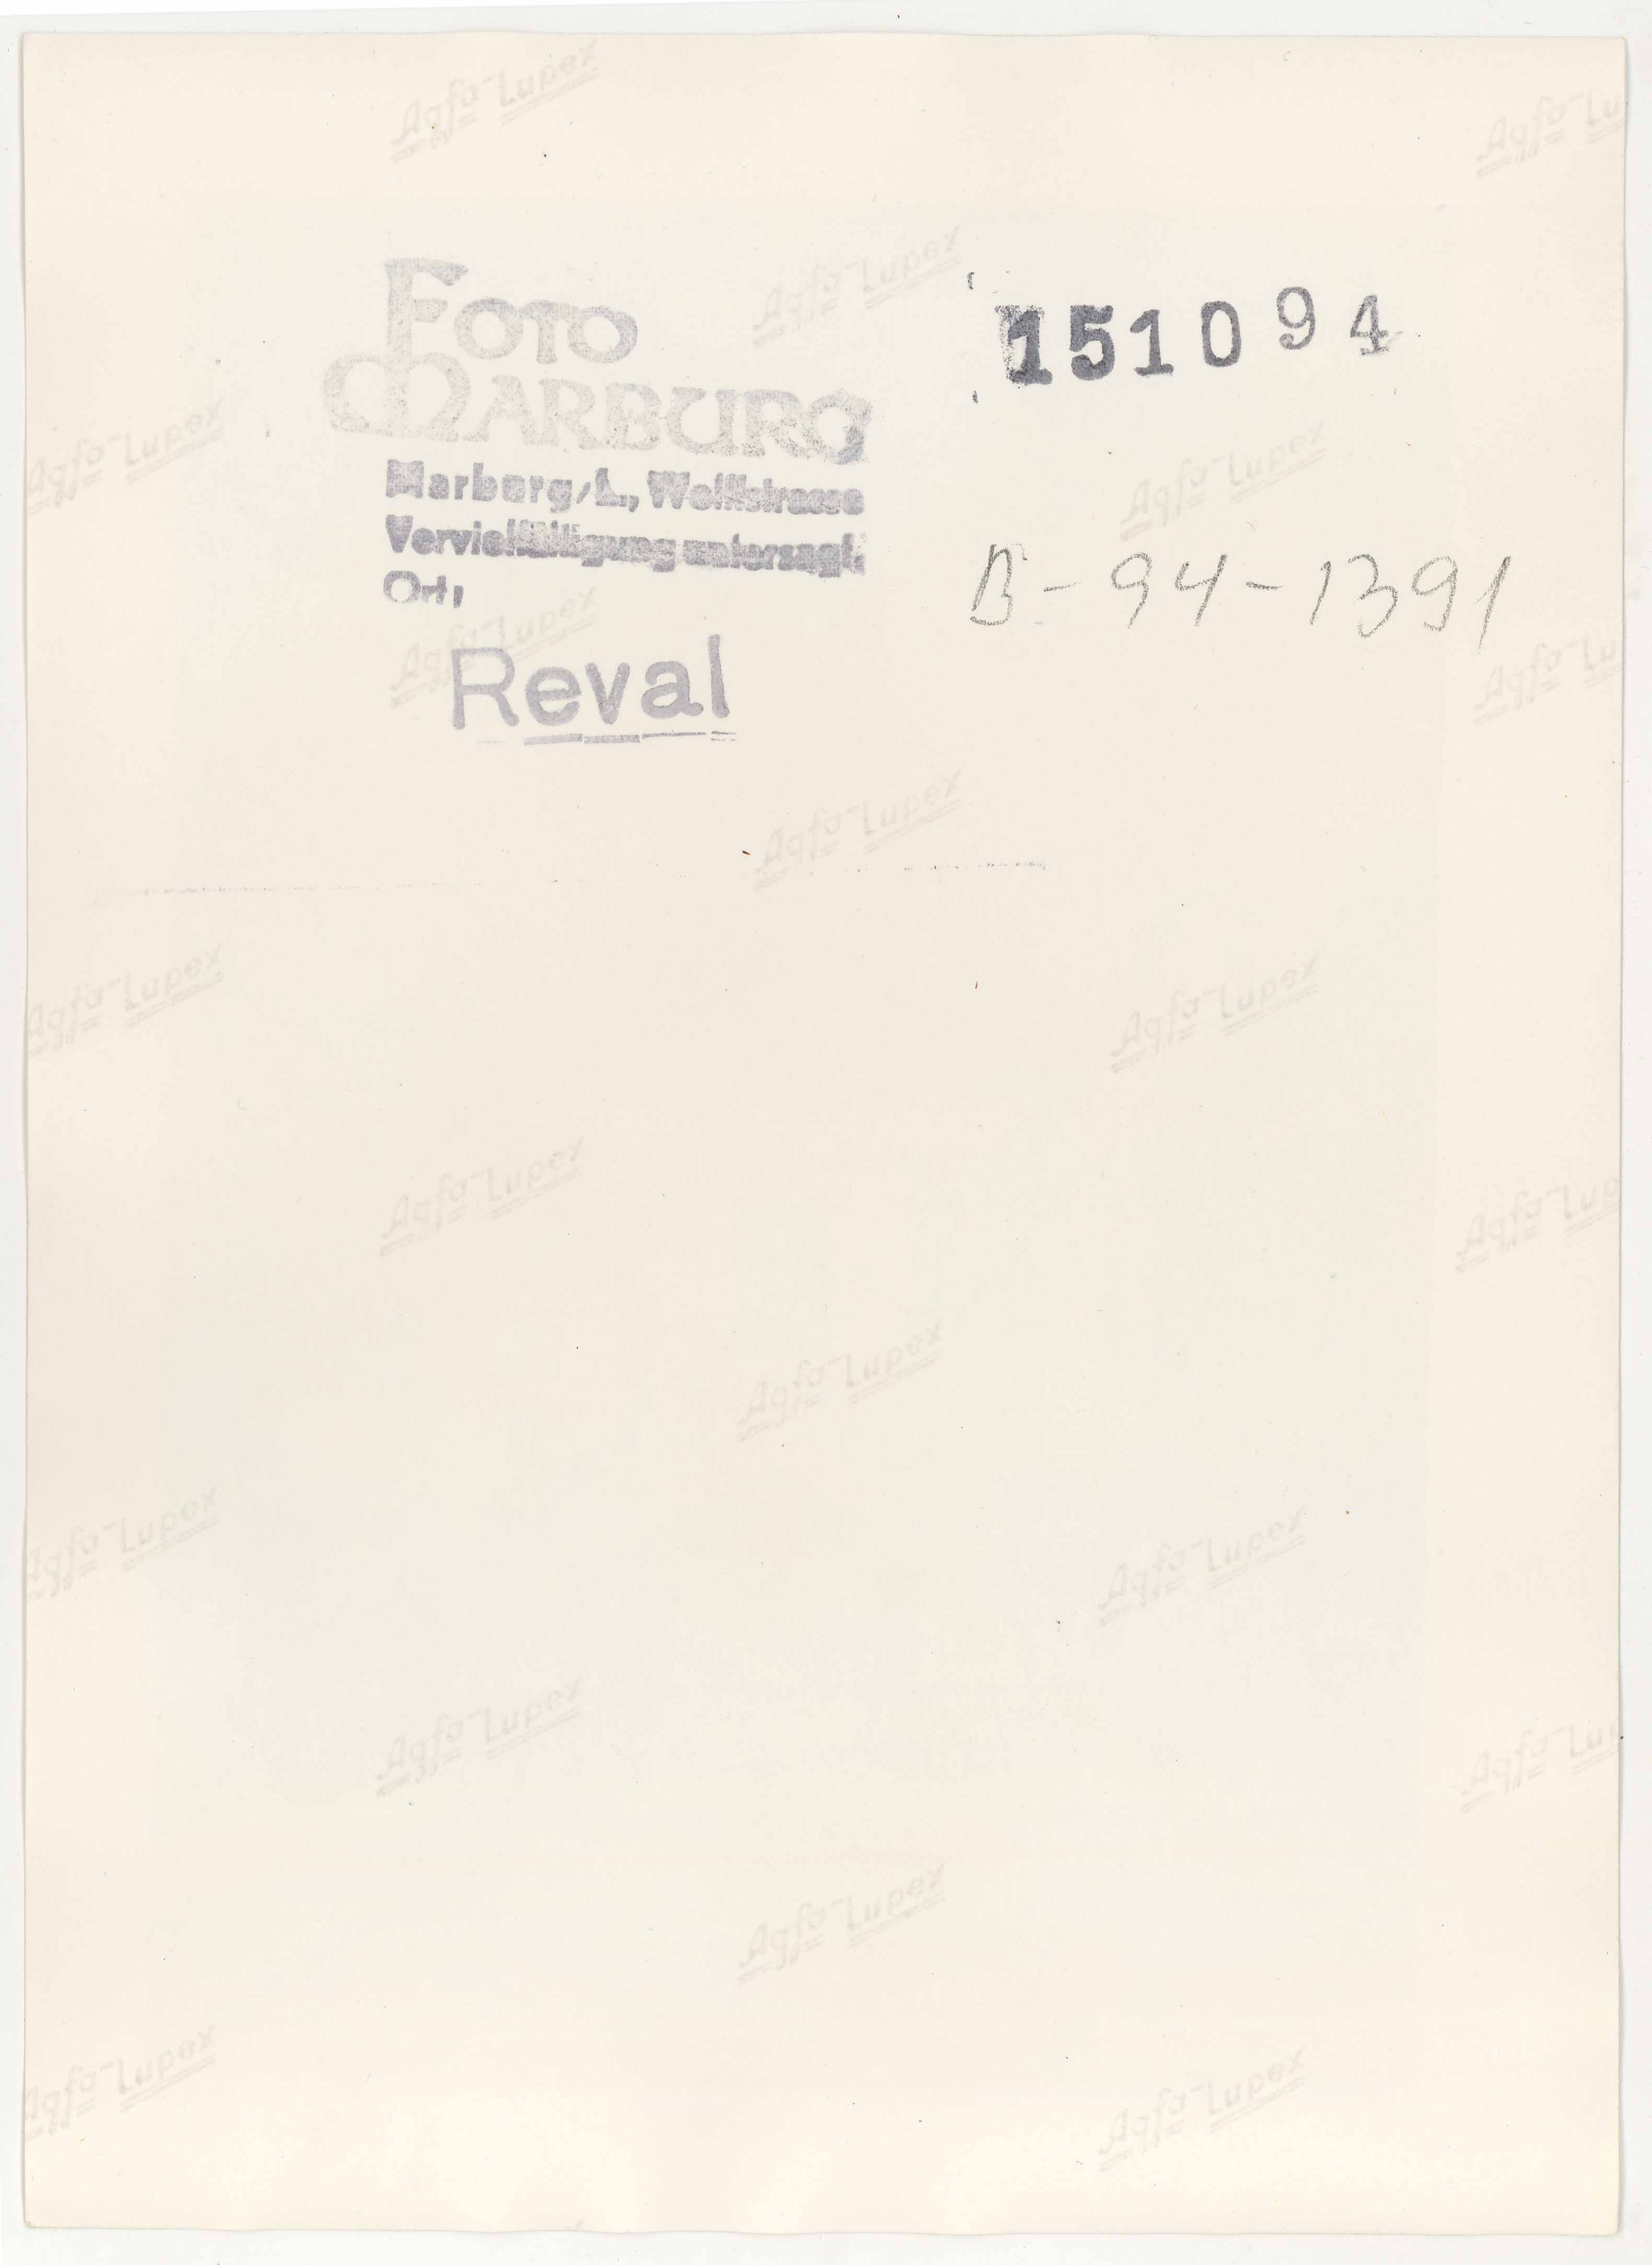 FOTO
MARBURG
151094
Marburg/L., Wolffstrasse
Vervielfältigung untersagt.
Ort:
B-94-1391
Reval
Agfa-Lupex